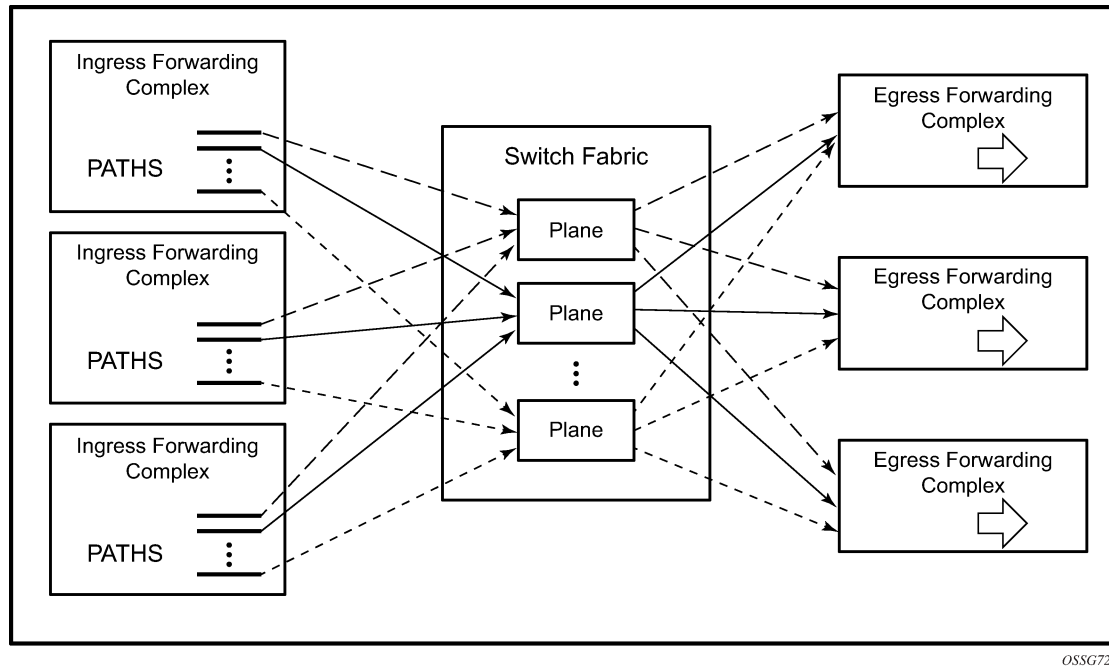 Ingress Forwarding
Complex
PATHS
Ingress Forwarding
Complex
PATHS
Ingress Forwarding
Complex
PATHS
Switch Fabric
Plane
Plane
Plane
Egress Forwarding
Complex
Egress Forwarding
Complex
Egress Forwarding
Complex